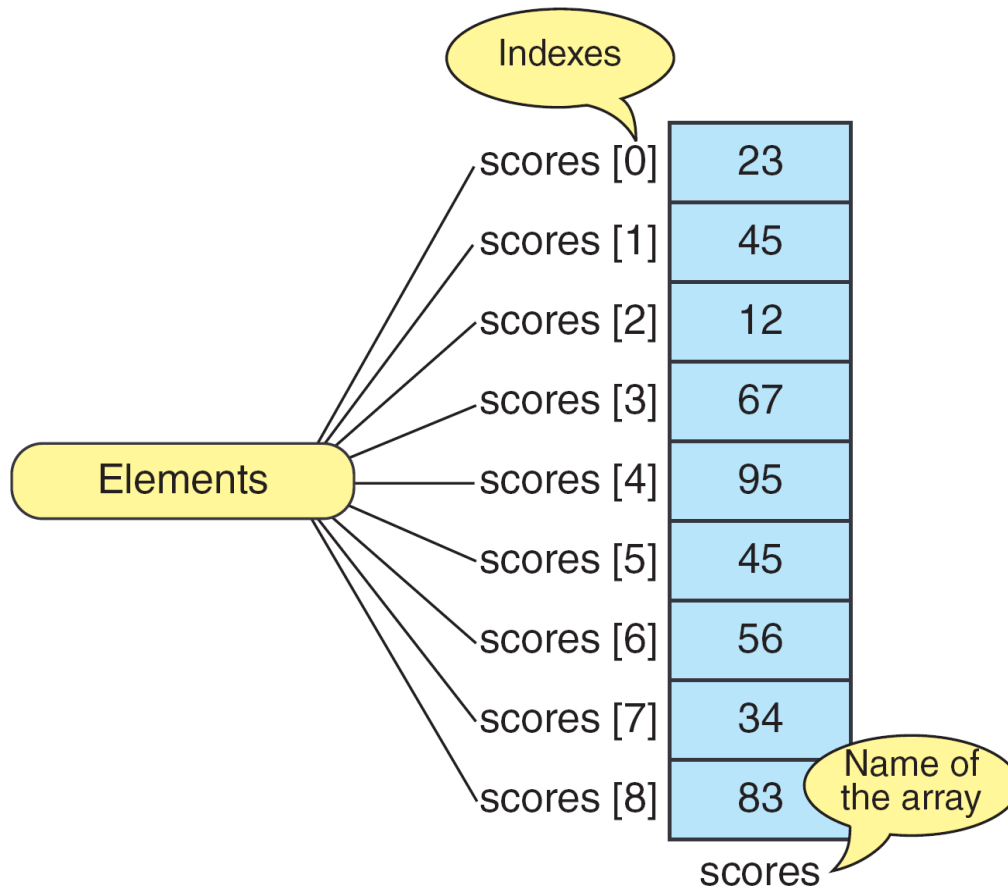 Indexes
scores [0] 23
scores [1] 45
scores [2] 12
scores [3] 67
Elements
scores [4] 95
scores [5] 45
scores [6] 56
scores [7] 34
scores [8] 83
Name of
the array
scores